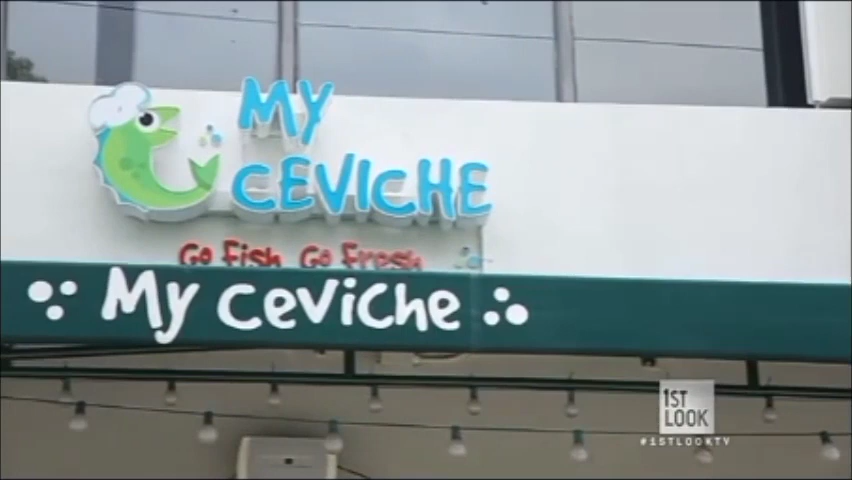 MY
CEVICHE
Go Fish Go Fresh
My Ceviche
1ST
LOOK
#1STLOOKTV